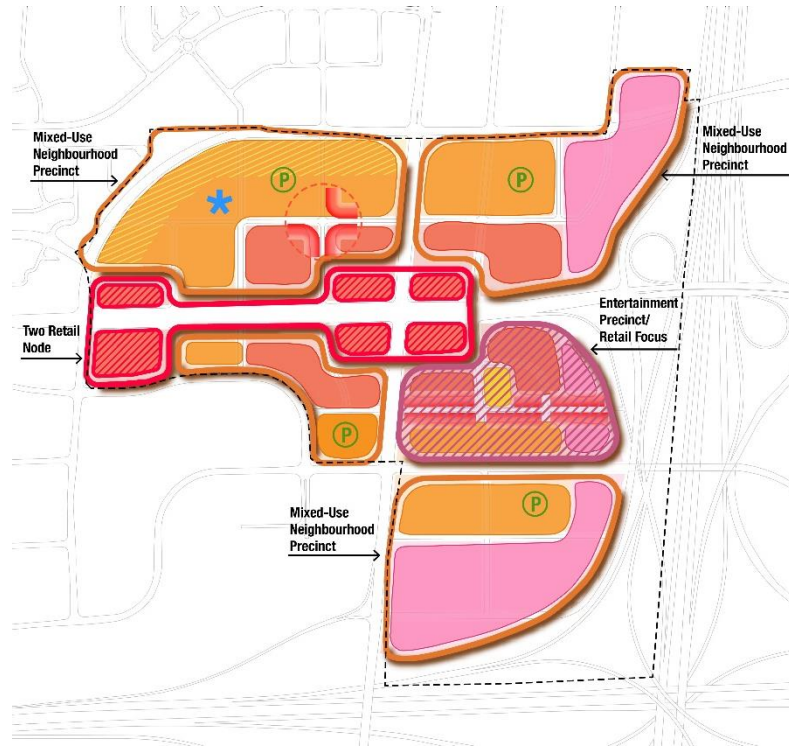 Mixed-Use
Neighbourhood
Precinct
Mixed-Use
Neighbourhood
Precinct
P
P
*
Entertainment
Precinct/
Retail Focus
Two Retail
Node
P
Mixed-Use
Neighbourhood
Precinct
P